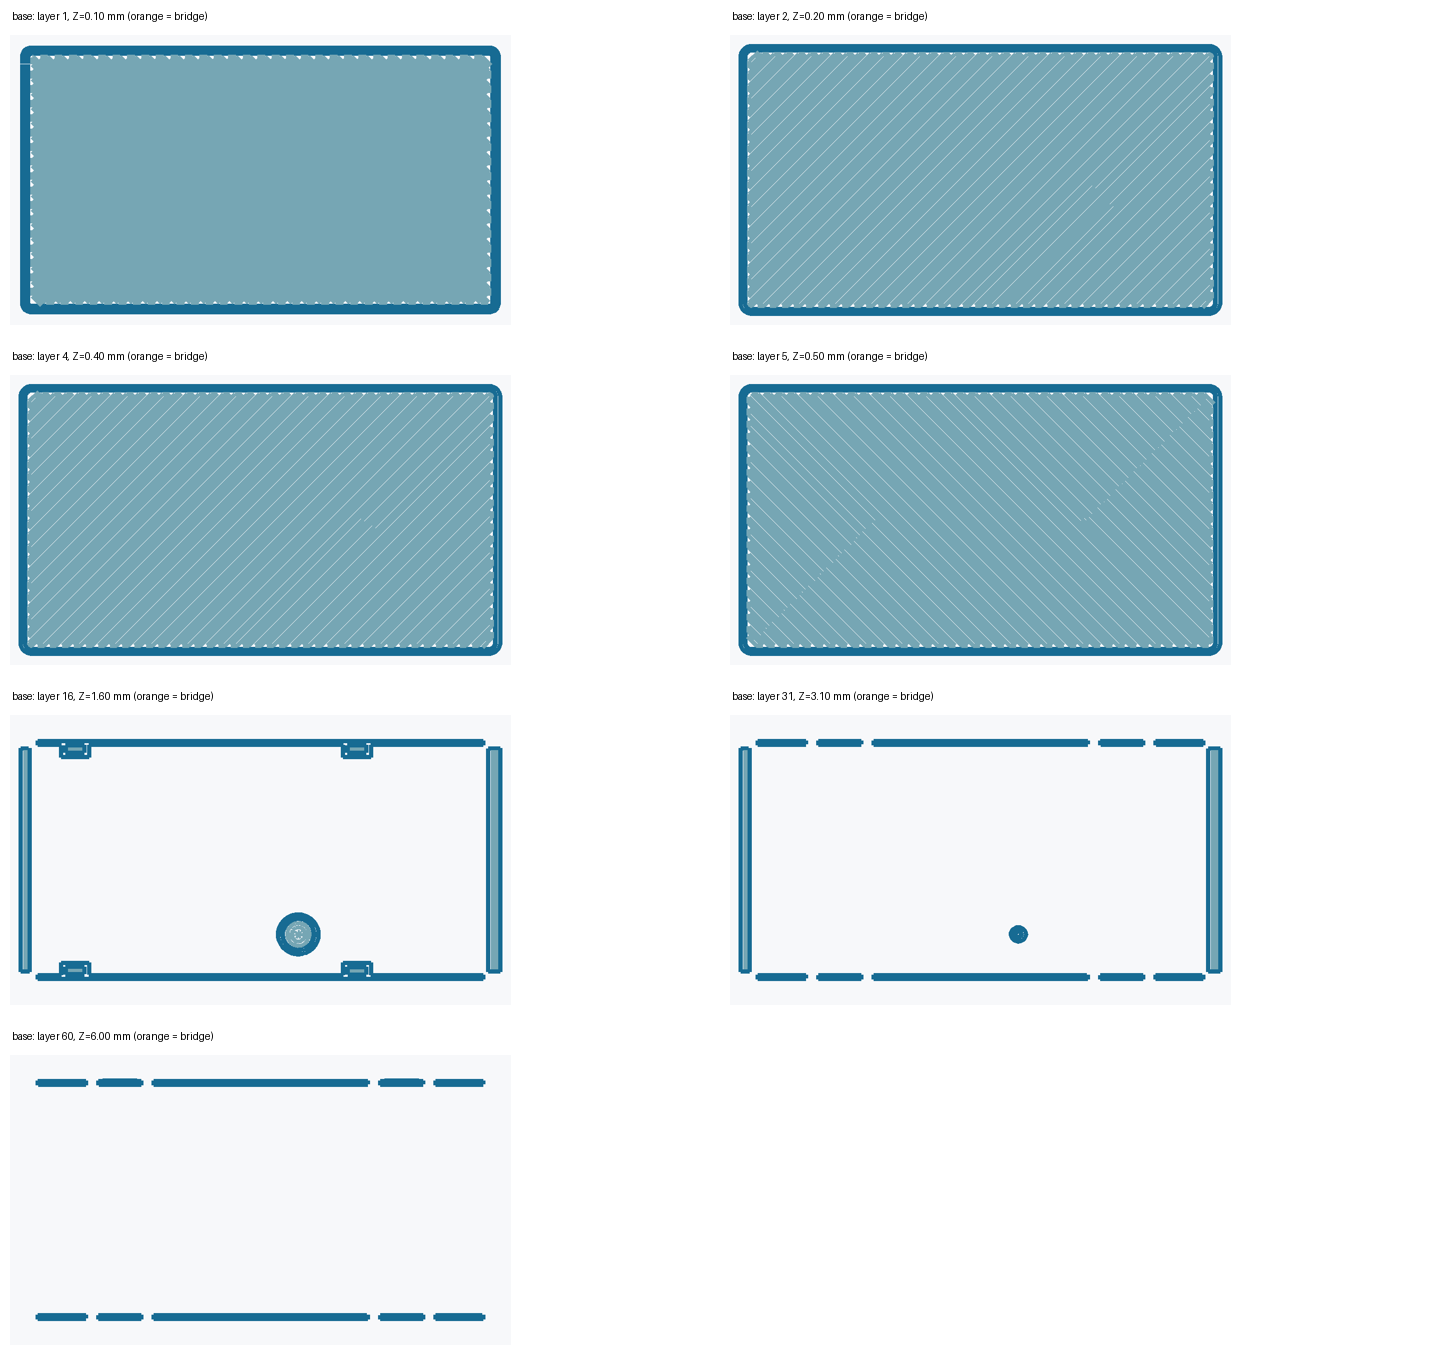 base: layer 1, Z=0.10 mm (orange = bridge)
base: layer 2, Z=0.20 mm (orange = bridge)
base: layer 4, Z=0.40 mm (orange = bridge)
base: layer 5, Z=0.50 mm (orange = bridge)
base: layer 16, Z=1.60 mm (orange = bridge)
base: layer 31, Z=3.10 mm (orange = bridge)
base: layer 60, Z=6.00 mm (orange = bridge)